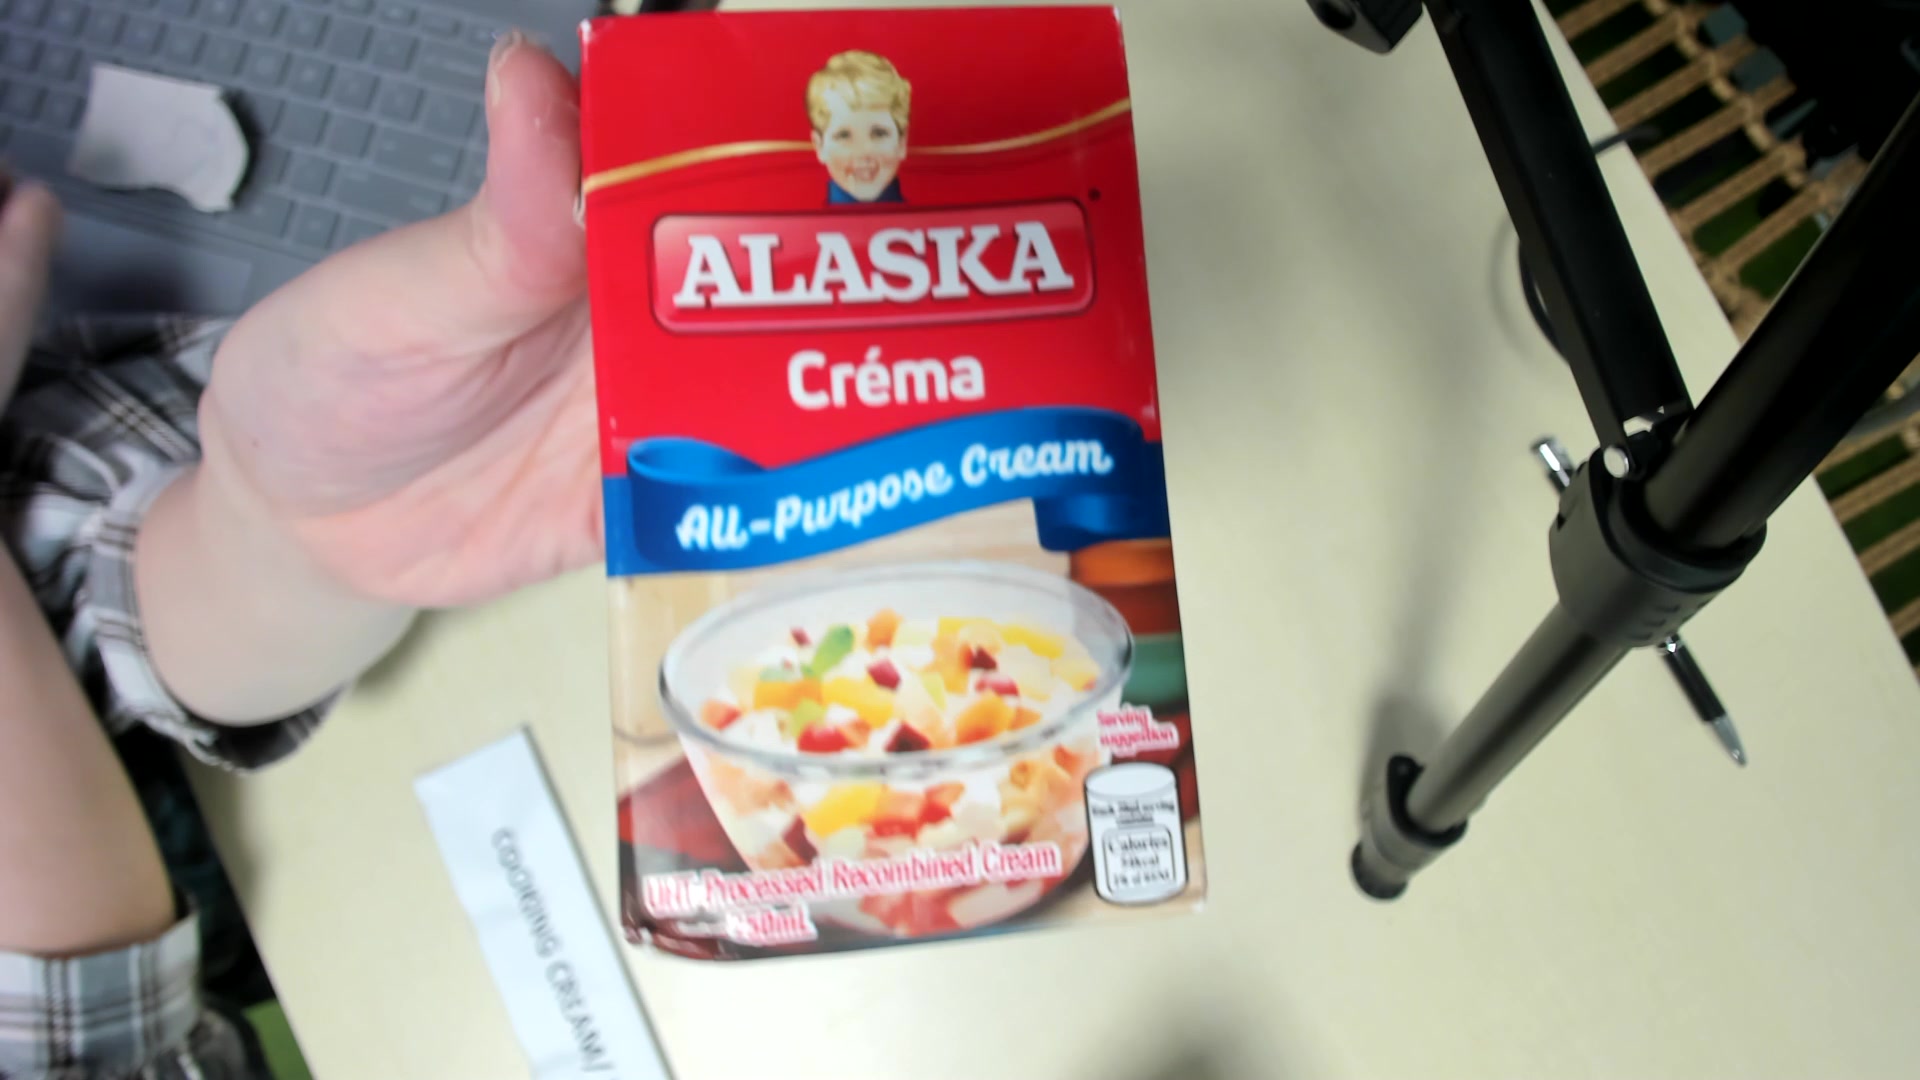 ALASKA
Créma
All-Purpose Cream
Serving
suggestion
Calories
UHT-Processed Recombined Cream
250mL
COOKING CREAM/